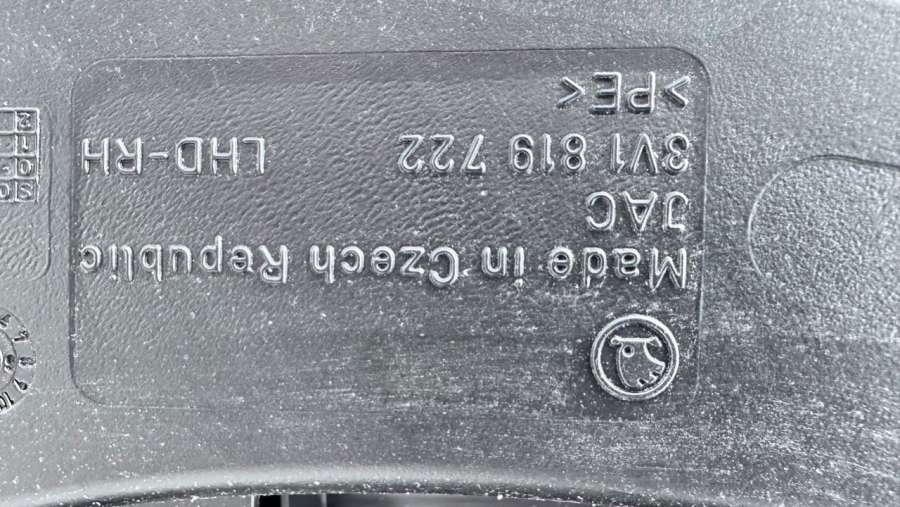 Made in Czech Republic
JAC
3V1 819 722 LHD-RH
>PE<